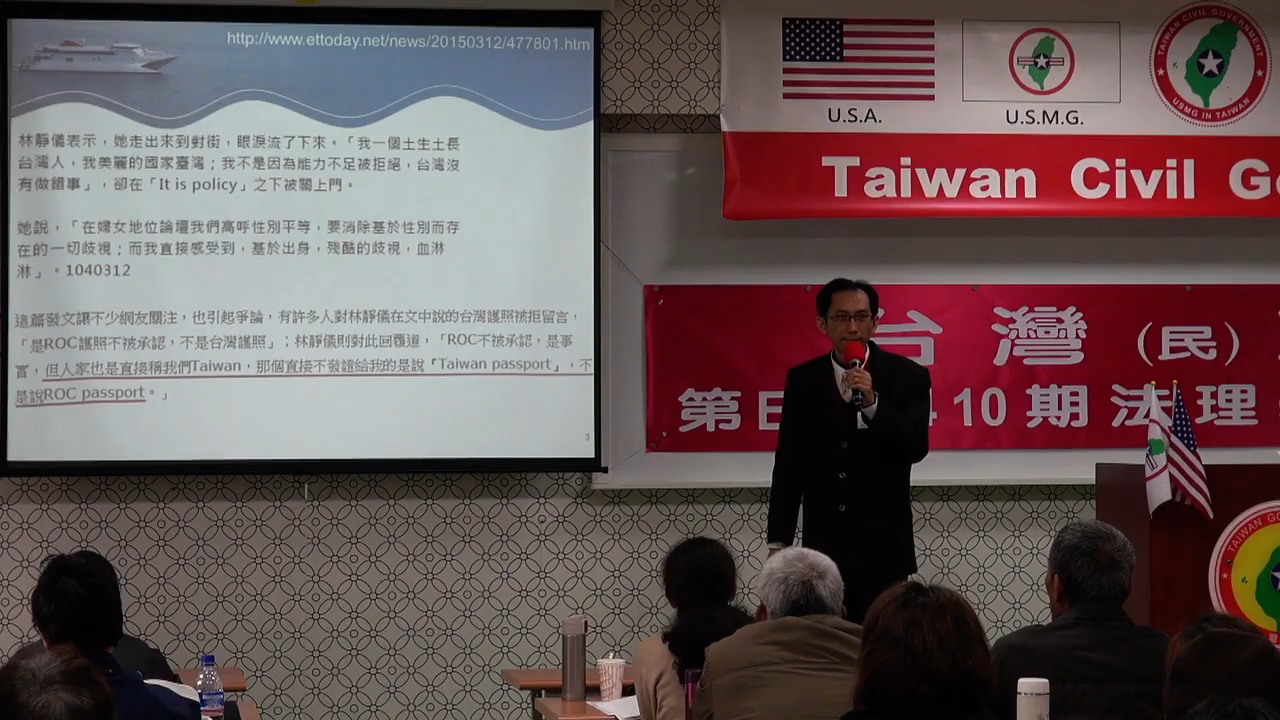 http://www.ettoday.net/news/20150312/477801.htm
林靜儀表示，她走出來到對街，眼淚流了下來。「我一個土生土長
台灣人，我美麗的國家臺灣；我不是因為能力不足被拒絕，台灣沒
有做錯事」，卻在「It is policy」之下被關上門。
她說，「在婦女地位論壇我們高呼性別平等，要消除基於性別而存
在的一切歧視；而我直接感受到，基於出身，殘酷的歧視，血淋
淋」。1040312
這篇發文讓不少網友關注，也引起爭論，有許多人對林靜儀在文中說的台灣護照被拒留言，
「是ROC護照不被承認，不是台灣護照」；林靜儀則對此回覆道，「ROC不被承認，是事
實，但人家也是直接稱我們Taiwan，那個直接不發證給我的是說「Taiwan passport」，不
是說ROC passport。」
3
U.S.A.
U.S.M.G.
TAIWAN CIVIL GOVERNMENT
USMG IN TAIWAN
Taiwan Civil G
台灣（民）
第 10期法理
TAIWAN GO